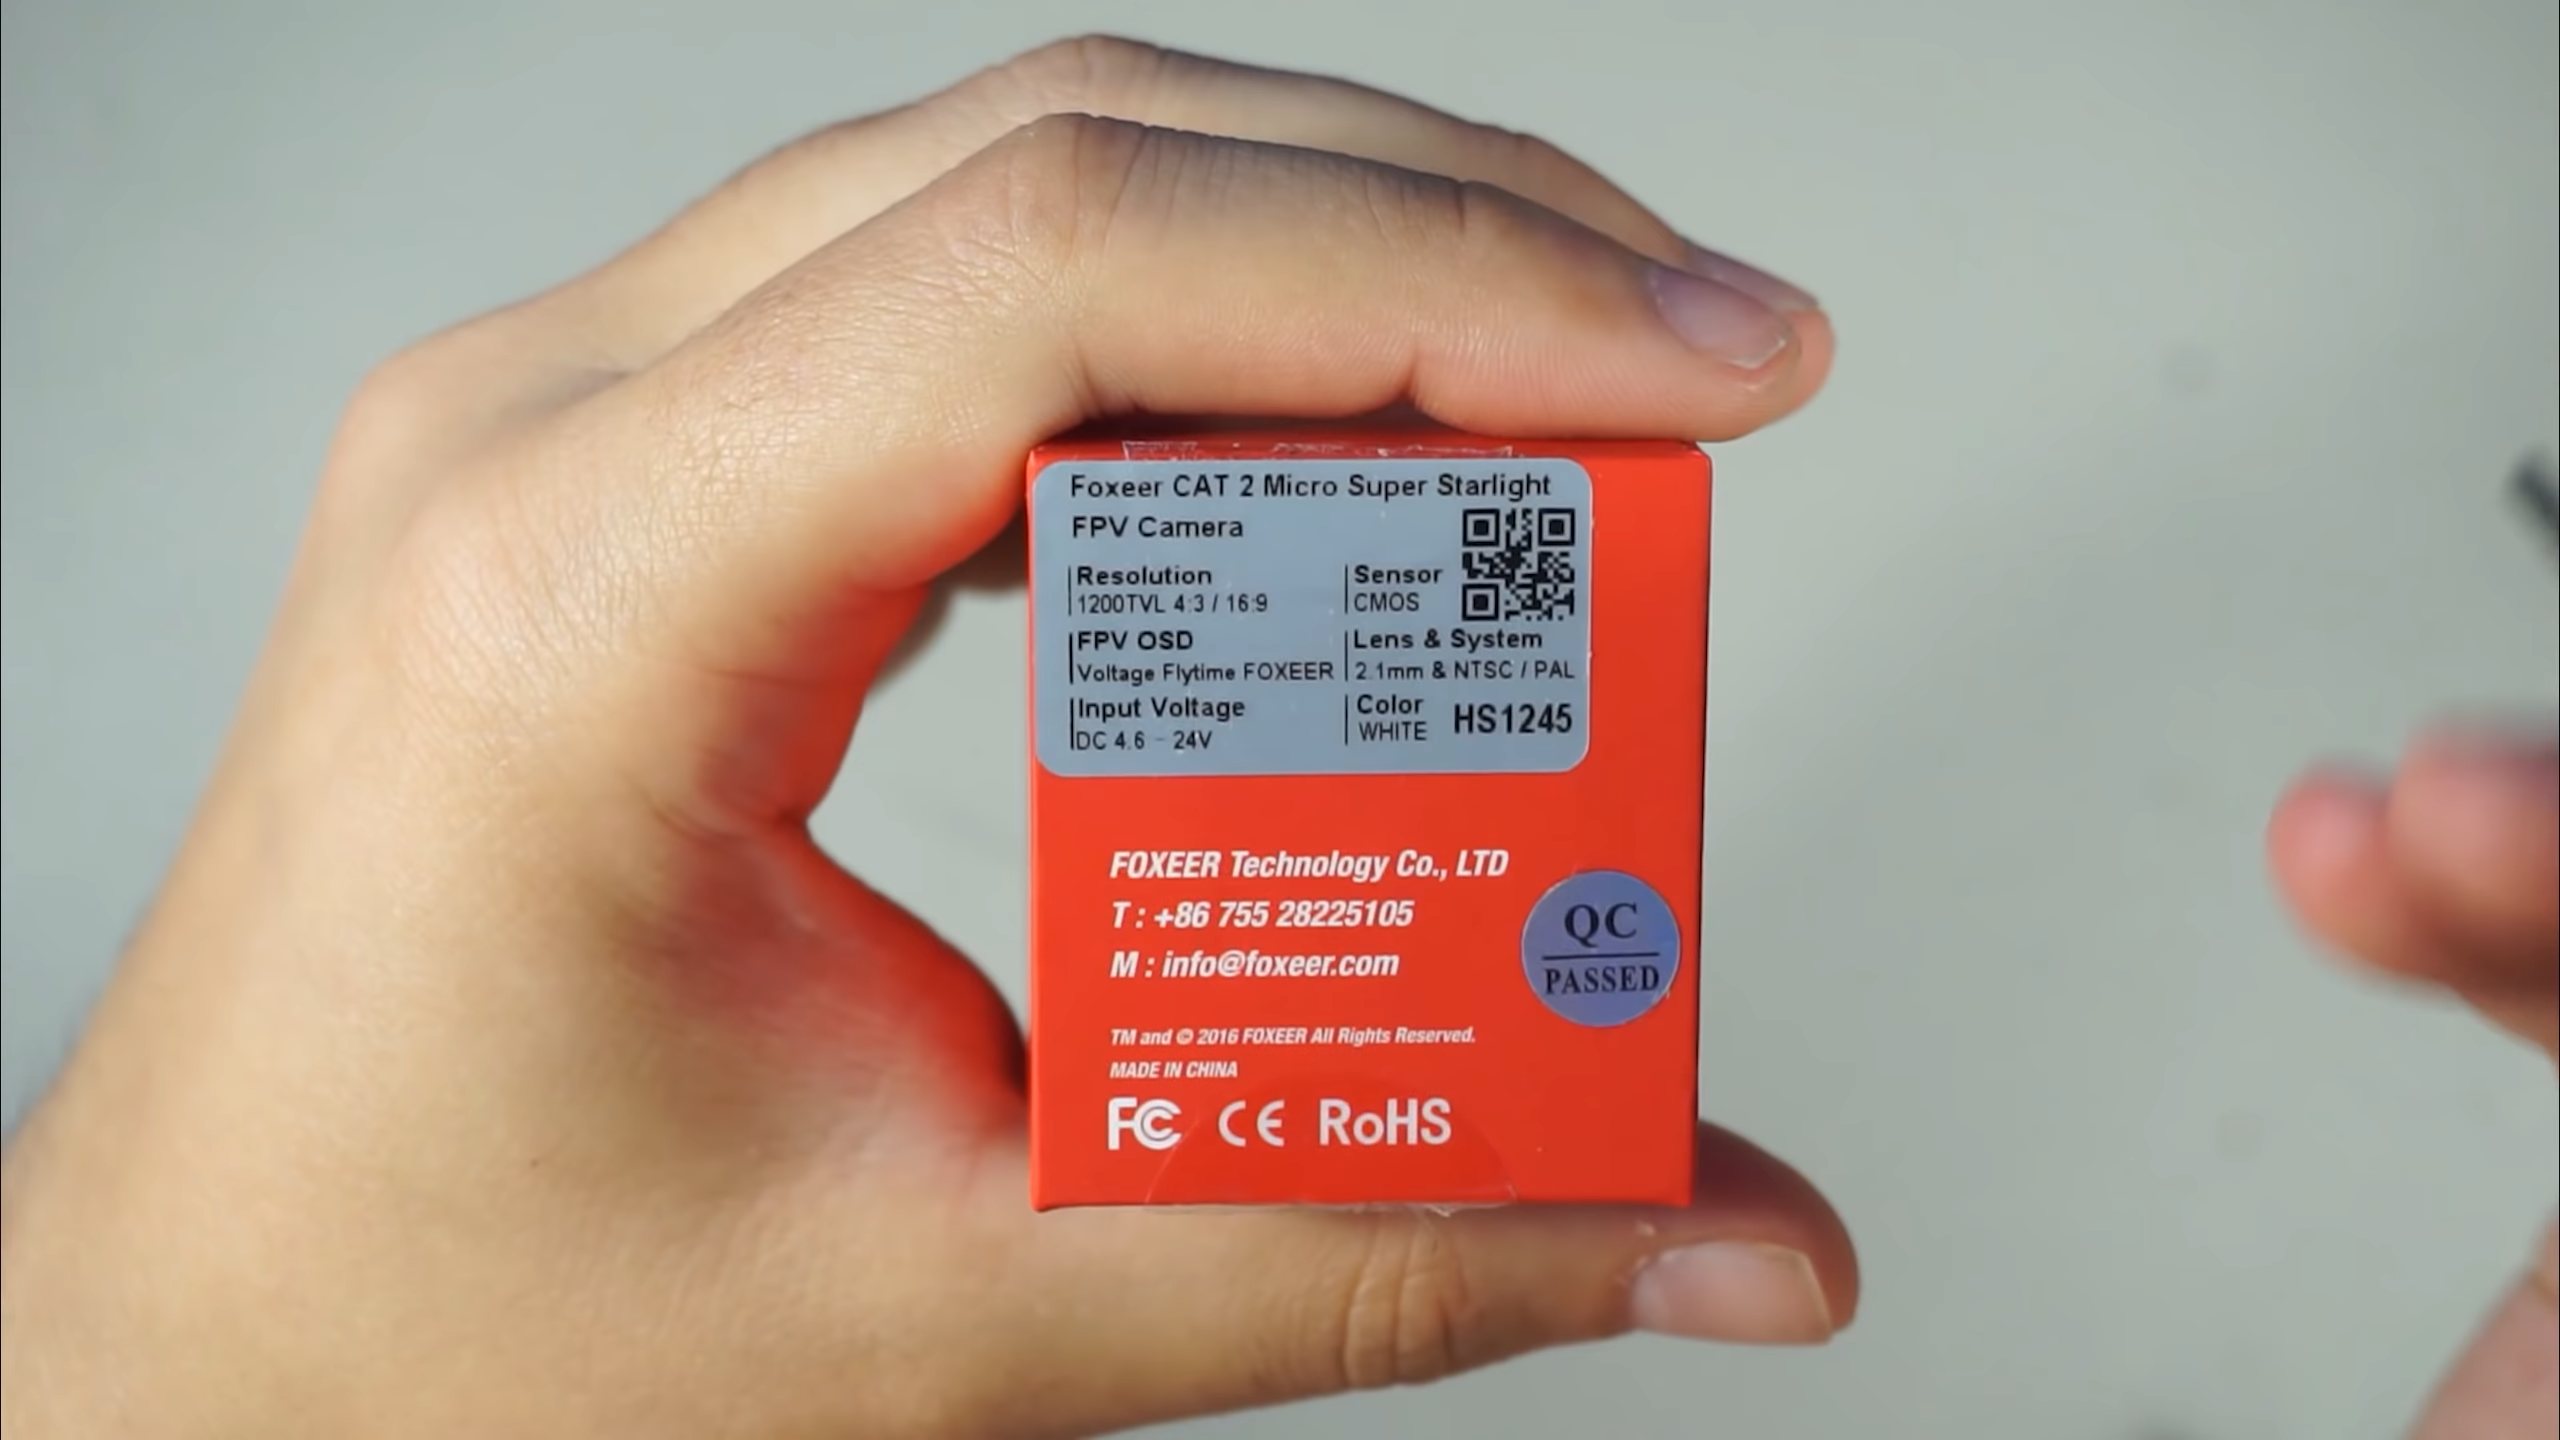 Foxeer CAT 2 Micro Super Starlight
FPV Camera
Resolution
1200TVL 4:3 / 16:9
Sensor
CMOS
FPV OSD
Voltage Flytime FOXEER
Lens & System
2.1mm & NTSC / PAL
Input Voltage
DC 4.6 - 24V
Color
WHITE
HS1245
FOXEER Technology Co., LTD
T : +86 755 28225105
M : info@foxeer.com
QC
PASSED
TM and © 2016 FOXEER All Rights Reserved.
MADE IN CHINA
FC CE RoHS